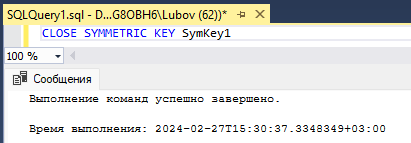 SQLQuery1.sql - D...G8OBH6\Lubov (62))*
CLOSE SYMMETRIC KEY SymKey1
100 %
Сообщения
Выполнение команд успешно завершено.
Время выполнения: 2024-02-27T15:30:37.3348349+03:00